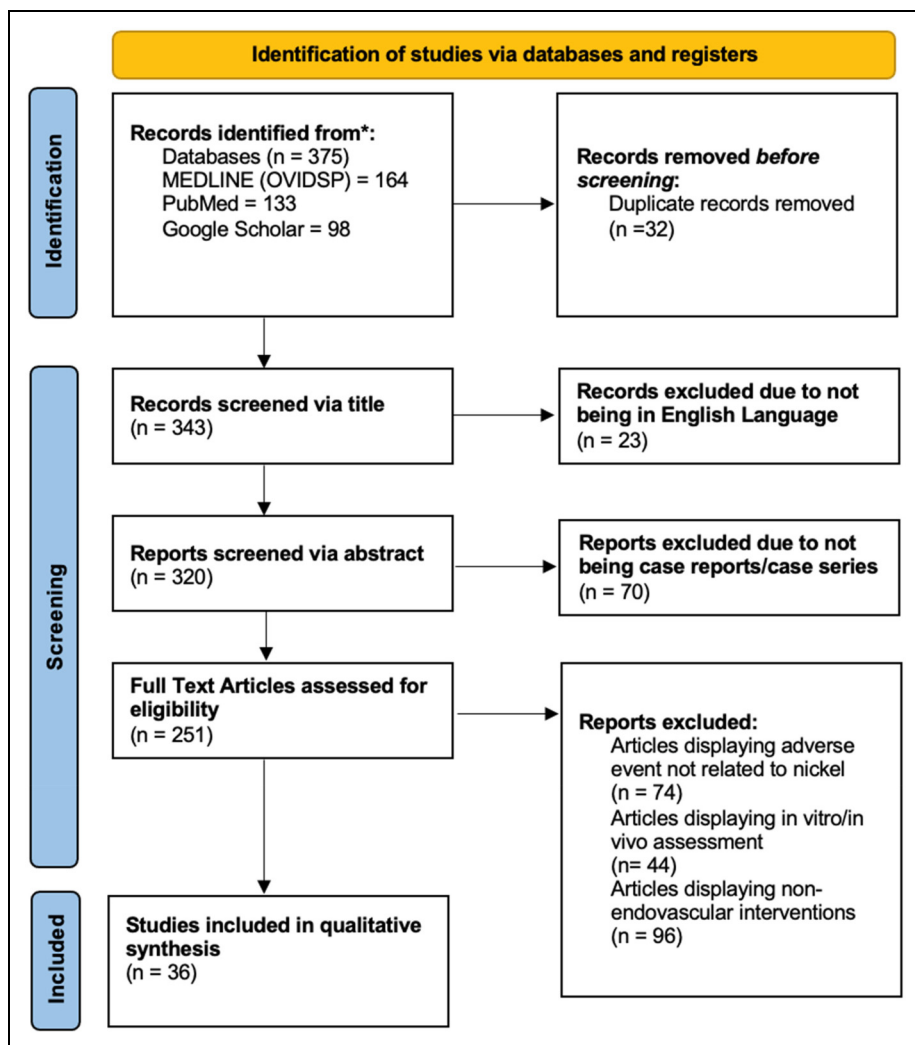 Identification of studies via databases and registers
Identification
Records identified from*:
Databases (n = 375)
MEDLINE (OVIDSP) = 164
PubMed = 133
Google Scholar = 98
Records removed before
screening:
Duplicate records removed
(n =32)
Screening
Records screened via title
(n = 343)
Records excluded due to not
being in English Language
(n = 23)
Reports screened via abstract
(n = 320)
Reports excluded due to not
being case reports/case series
(n = 70)
Full Text Articles assessed for
eligibility
(n = 251)
Reports excluded:
Articles displaying adverse
event not related to nickel
(n = 74)
Articles displaying in vitro/in
vivo assessment
(n= 44)
Articles displaying non-
endovascular interventions
(n = 96)
Included
Studies included in qualitative
synthesis
(n = 36)